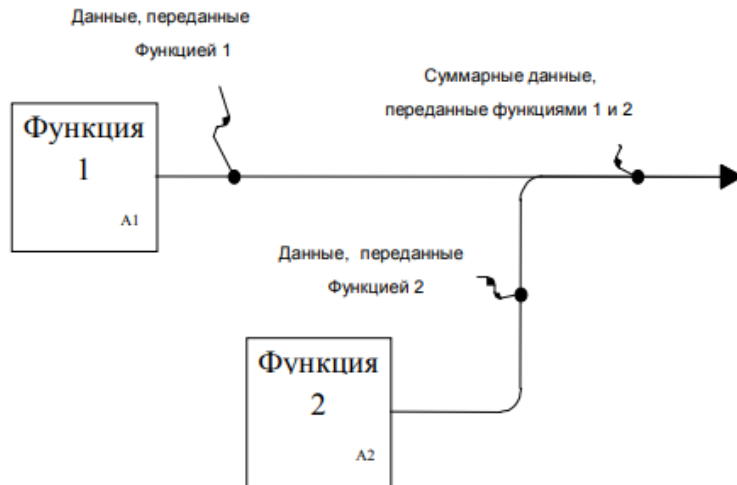 Данные, переданные
Функцией 1
Суммарные данные,
переданные функциями 1 и 2
Функция
1
A1
Данные, переданные
Функцией 2
Функция
2
A2